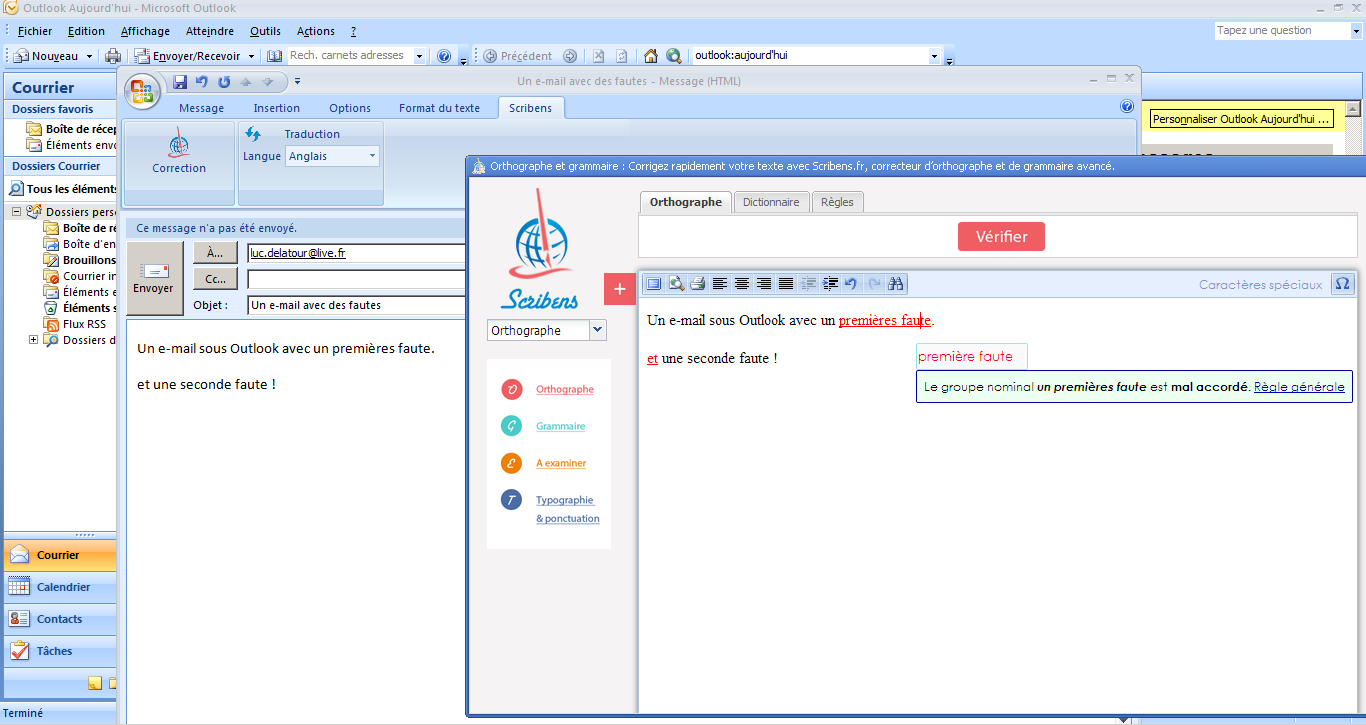 Outlook Aujourd'hui - Microsoft Outlook
Fichier Edition Affichage Atteindre Outils Actions ?
Tapez une question
Nouveau Envoyer/Recevoir Rech. carnets adresses Précédent outlook:aujourd'hui
Courrier
Dossiers favoris
Boîte de récep
Éléments envo
Dossiers Courrier
Tous les éléments
Dossiers perso
Boîte de ré
Boîte d'en
Brouillons
Courrier in
Éléments e
Éléments s
Flux RSS
Dossiers d
Courrier
Calendrier
Contacts
Tâches
Terminé
Personnaliser Outlook Aujourd'hui ...
Un e-mail avec des fautes - Message (HTML)
Message Insertion Options Format du texte Scribens
Correction
Traduction
Langue Anglais
Ce message n'a pas été envoyé.
Envoyer
À... luc.delatour@live.fr
Cc...
Objet : Un e-mail avec des fautes
Un e-mail sous Outlook avec un premières faute.
et une seconde faute !
Orthographe et grammaire : Corrigez rapidement votre texte avec Scribens.fr, correcteur d'orthographe et de grammaire avancé.
Scribens
Orthographe
O Orthographe
G Grammaire
E A examiner
T Typographie
& ponctuation
Orthographe Dictionnaire Règles
Vérifier
+
Caractères spéciaux Ω
Un e-mail sous Outlook avec un premières faute.
et une seconde faute !
première faute
Le groupe nominal un premières faute est mal accordé. Règle générale